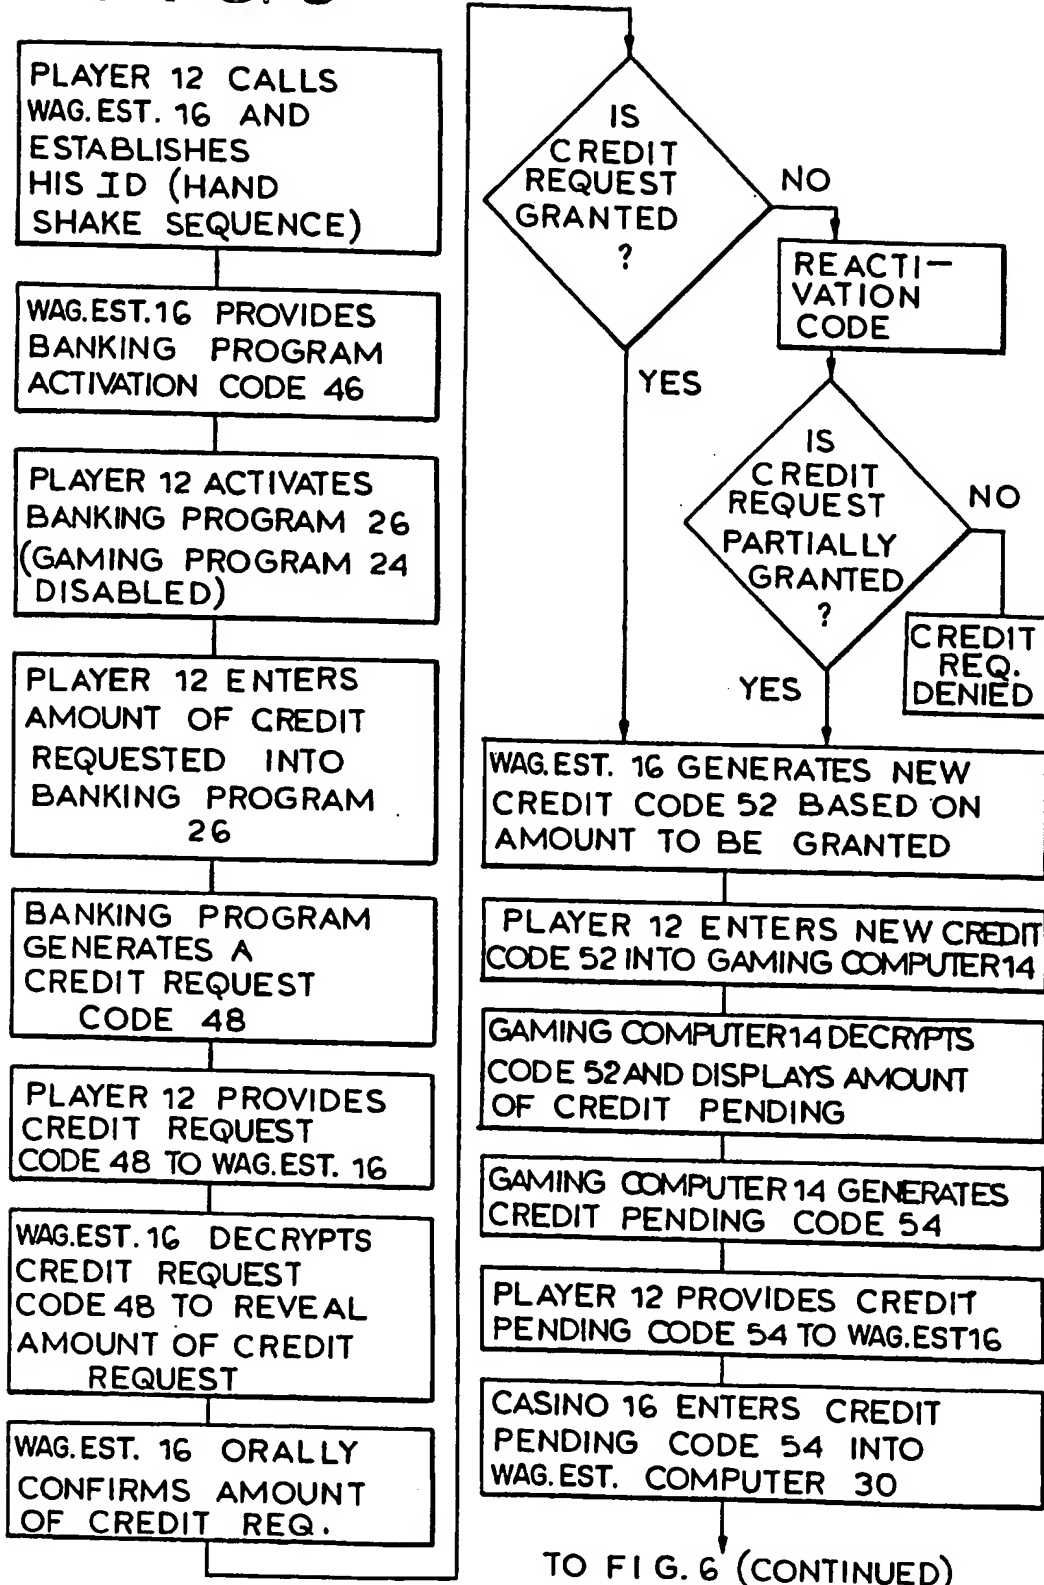 PLAYER 12 CALLS
WAG.EST. 16 AND
ESTABLISHES
HIS ID (HAND
SHAKE SEQUENCE)
WAG.EST.16 PROVIDES
BANKING PROGRAM
ACTIVATION CODE 46
PLAYER 12 ACTIVATES
BANKING PROGRAM 26
(GAMING PROGRAM 24
DISABLED)
PLAYER 12 ENTERS
AMOUNT OF CREDIT
REQUESTED INTO
BANKING PROGRAM
26
BANKING PROGRAM
GENERATES A
CREDIT REQUEST
CODE 48
PLAYER 12 PROVIDES
CREDIT REQUEST
CODE 48 TO WAG.EST. 16
WAG.EST.16 DECRYPTS
CREDIT REQUEST
CODE 48 TO REVEAL
AMOUNT OF CREDIT
REQUEST
WAG.EST. 16 ORALLY
CONFIRMS AMOUNT
OF CREDIT REQ.
IS
CREDIT
REQUEST
GRANTED
?
NO
REACTI-
VATION
CODE
YES
IS
CREDIT
REQUEST
PARTIALLY
GRANTED
?
NO
CREDIT
REQ.
DENIED
YES
WAG.EST. 16 GENERATES NEW
CREDIT CODE 52 BASED ON
AMOUNT TO BE GRANTED
PLAYER 12 ENTERS NEW CREDIT
CODE 52 INTO GAMING COMPUTER 14
GAMING COMPUTER 14 DECRYPTS
CODE 52 AND DISPLAYS AMOUNT
OF CREDIT PENDING
GAMING COMPUTER 14 GENERATES
CREDIT PENDING CODE 54
PLAYER 12 PROVIDES CREDIT
PENDING CODE 54 TO WAG.EST16
CASINO 16 ENTERS CREDIT
PENDING CODE 54 INTO
WAG.EST. COMPUTER 30
TO FIG. 6 (CONTINUED)